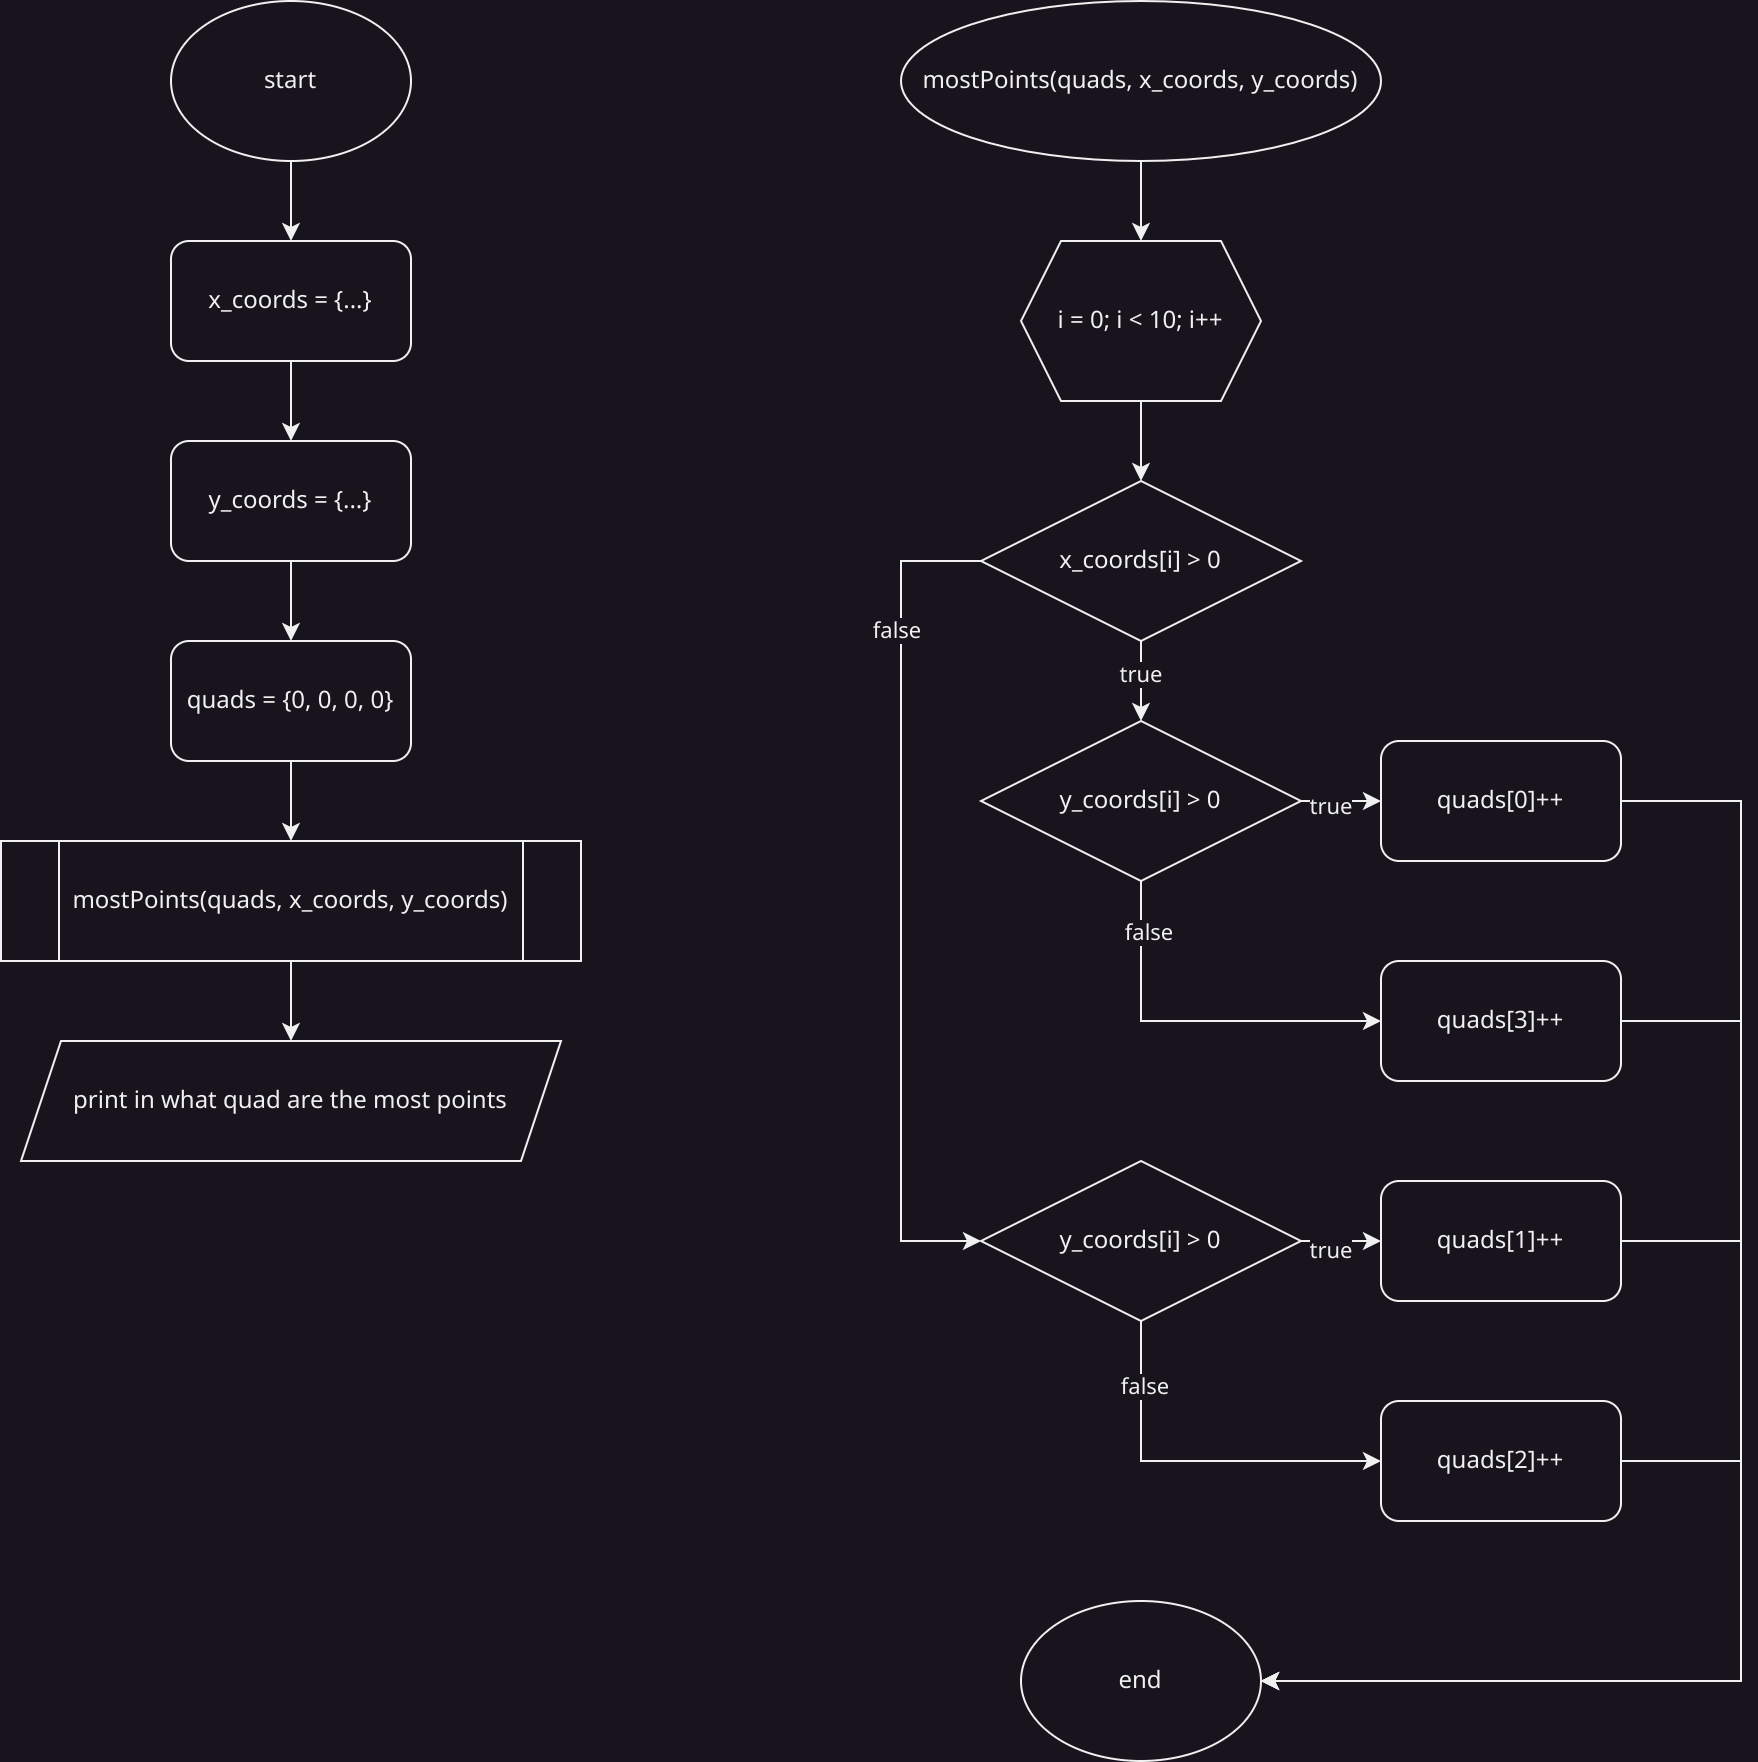 start
x_coords = {...}
y_coords = {...}
quads = {0, 0, 0, 0}
mostPoints(quads, x_coords, y_coords)
print in what quad are the most points
mostPoints(quads, x_coords, y_coords)
i = 0; i < 10; i++
x_coords[i] > 0
false
true
y_coords[i] > 0
true
quads[0]++
false
quads[3]++
y_coords[i] > 0
true
quads[1]++
false
quads[2]++
end